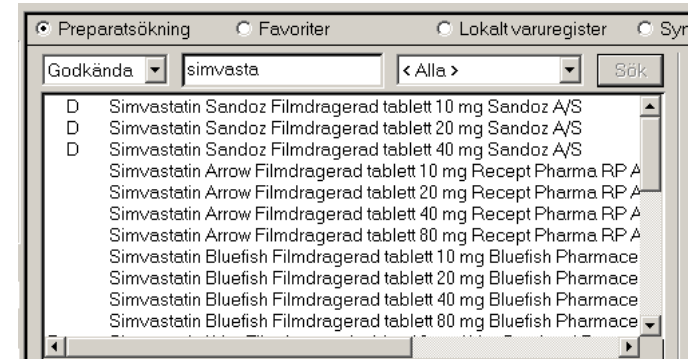 Preparatsökning Favoriter Lokalt varuregister
Godkända simvasta < Alla > Sök
D Simvastatin Sandoz Filmdragerad tablett 10 mg Sandoz A/S
D Simvastatin Sandoz Filmdragerad tablett 20 mg Sandoz A/S
D Simvastatin Sandoz Filmdragerad tablett 40 mg Sandoz A/S
Simvastatin Arrow Filmdragerad tablett 10 mg Recept Pharma RP A
Simvastatin Arrow Filmdragerad tablett 20 mg Recept Pharma RP A
Simvastatin Arrow Filmdragerad tablett 40 mg Recept Pharma RP A
Simvastatin Arrow Filmdragerad tablett 80 mg Recept Pharma RP A
Simvastatin Bluefish Filmdragerad tablett 10 mg Bluefish Pharmace
Simvastatin Bluefish Filmdragerad tablett 20 mg Bluefish Pharmace
Simvastatin Bluefish Filmdragerad tablett 40 mg Bluefish Pharmace
Simvastatin Bluefish Filmdragerad tablett 80 mg Bluefish Pharmace